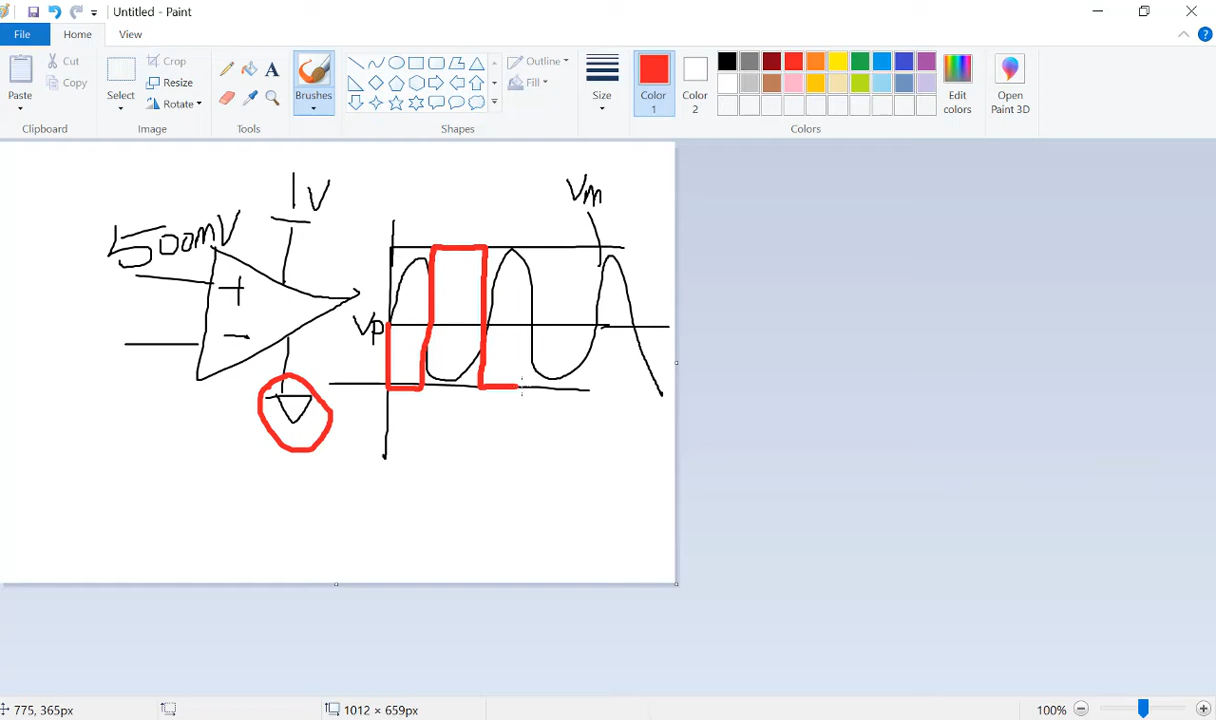 Untitled - Paint
File
Home
View
Paste
Cut
Copy
Clipboard
Select
Crop
Resize
Rotate
Image
Tools
Brushes
Shapes
Outline
Fill
Size
Color 1
Color 2
Edit colors
Open Paint 3D
Colors
1V
500mV
+
-
Vp
Vm
775, 365px
1012 × 659px
100%